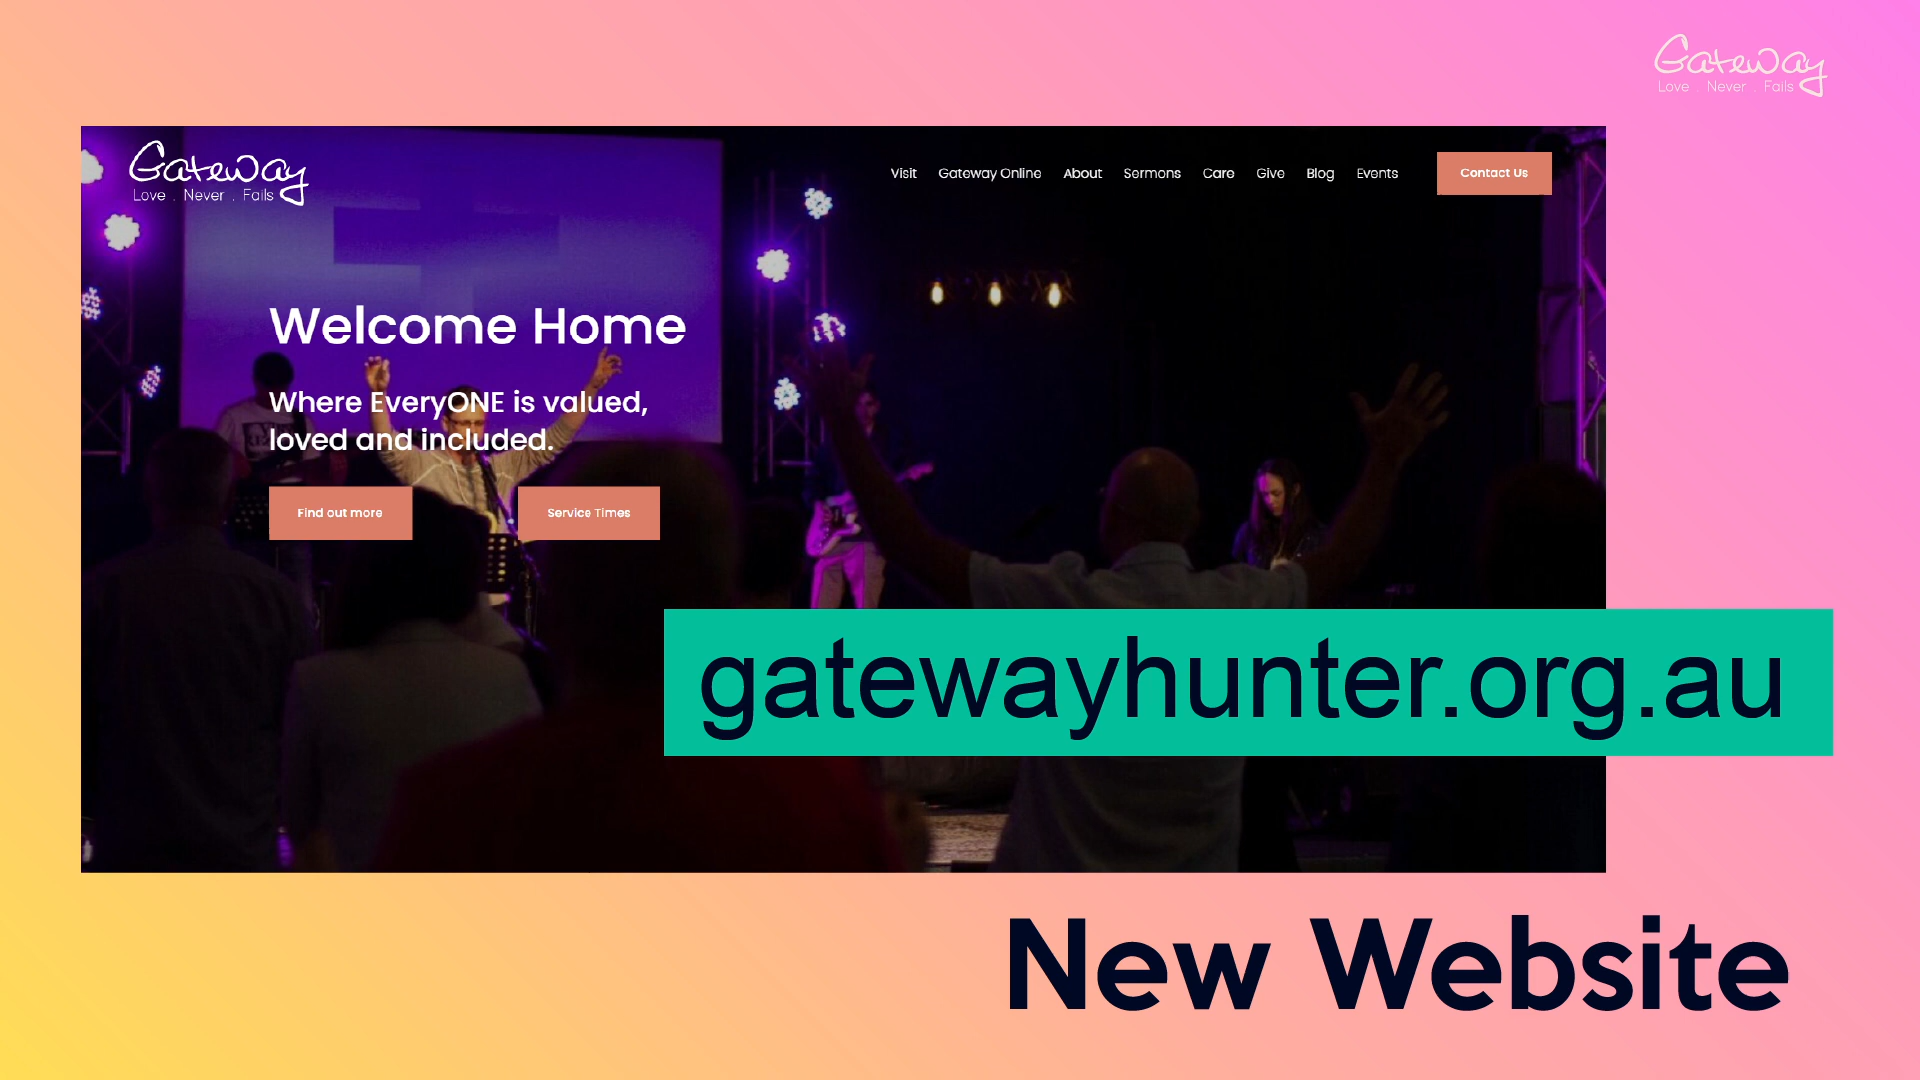 Gateway
Love . Never . Fails
Gateway
Love . Never . Fails
Visit Gateway Online About Sermons Care Give Blog Events Contact Us
Welcome Home
Where EveryONE is valued,
loved and included.
Find out more Service Times
gatewayhunter.org.au
New Website